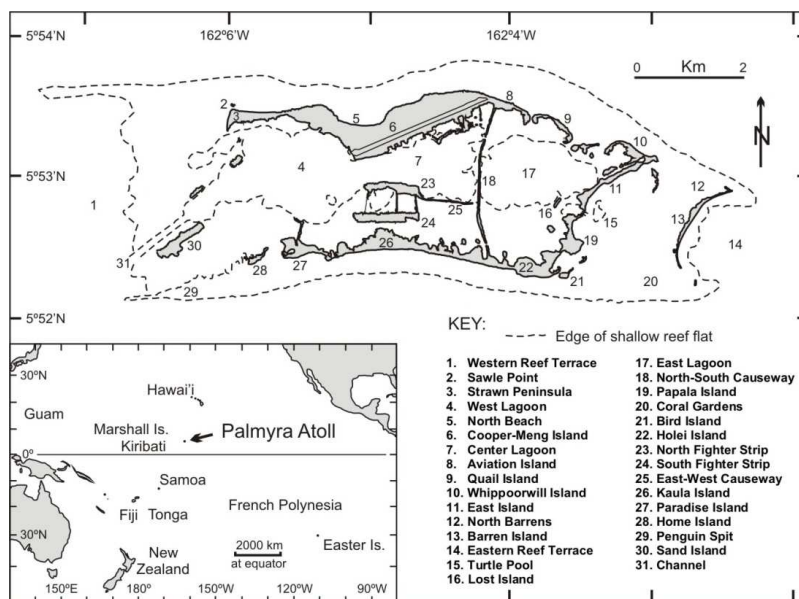 162°6'W
162°4'W
5°54'N
5°53'N
5°52'N
0 Km 2
N
1
2
3
4
5
6
7
8
9
10
11
12
13
14
15
16
17
18
19
20
21
22
23
24
25
26
27
28
29
30
31
KEY:
Edge of shallow reef flat
1. Western Reef Terrace
2. Sawle Point
3. Strawn Peninsula
4. West Lagoon
5. North Beach
6. Cooper-Meng Island
7. Center Lagoon
8. Aviation Island
9. Quail Island
10. Whippoorwill Island
11. East Island
12. North Barrens
13. Barren Island
14. Eastern Reef Terrace
15. Turtle Pool
16. Lost Island
17. East Lagoon
18. North-South Causeway
19. Papala Island
20. Coral Gardens
21. Bird Island
22. Holei Island
23. North Fighter Strip
24. South Fighter Strip
25. East-West Causeway
26. Kaula Island
27. Paradise Island
28. Home Island
29. Penguin Spit
30. Sand Island
31. Channel
30°N
0°
30°N
Hawai'i
Guam
Marshall Is.
Kiribati
Palmyra Atoll
Samoa
Fiji Tonga
French Polynesia
Easter Is.
New
Zealand
2000 km
at equator
150°E
180°
150°W
120°W
90°W